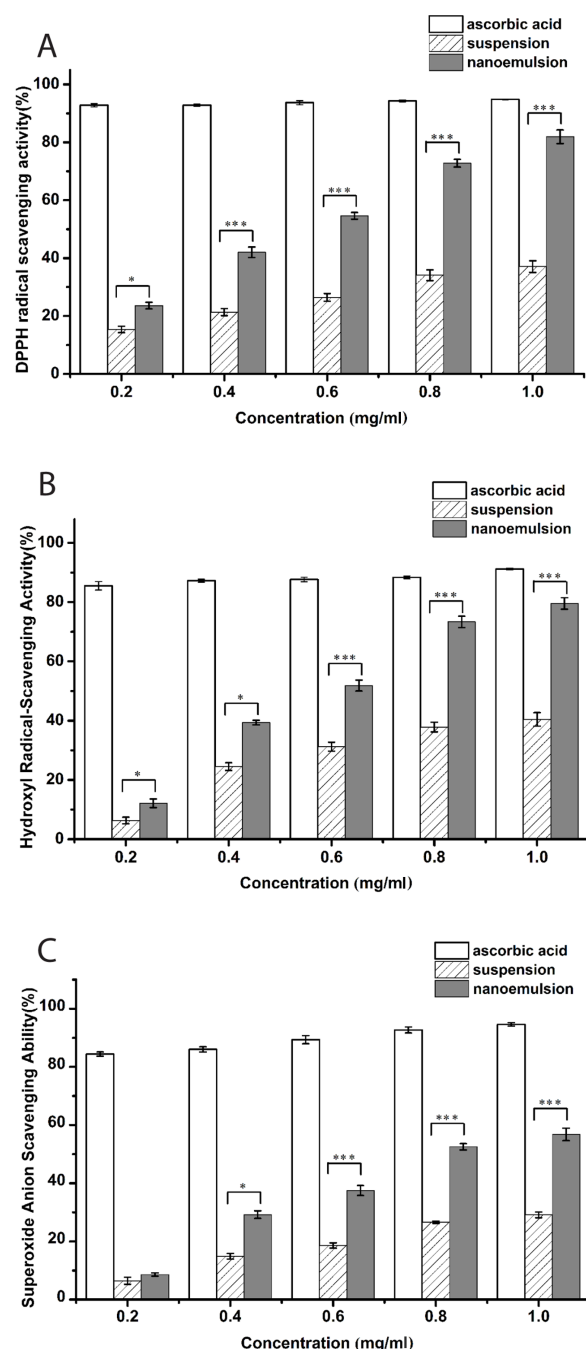 A
ascorbic acid
suspension
nanoemulsion
DPPH radical scavenging activity(%)
100
80
60
40
20
0
*
***
***
***
***
0.2 0.4 0.6 0.8 1.0
Concentration (mg/ml)
B
ascorbic acid
suspension
nanoemulsion
Hydroxyl Radical-Scavenging Activity(%)
100
80
60
40
20
0
*
*
***
***
***
0.2 0.4 0.6 0.8 1.0
Concentration (mg/ml)
C
ascorbic acid
suspension
nanoemulsion
Superoxide Anion Scavenging Ability(%)
100
80
60
40
20
0
*
***
***
***
0.2 0.4 0.6 0.8 1.0
Concentration (mg/ml)